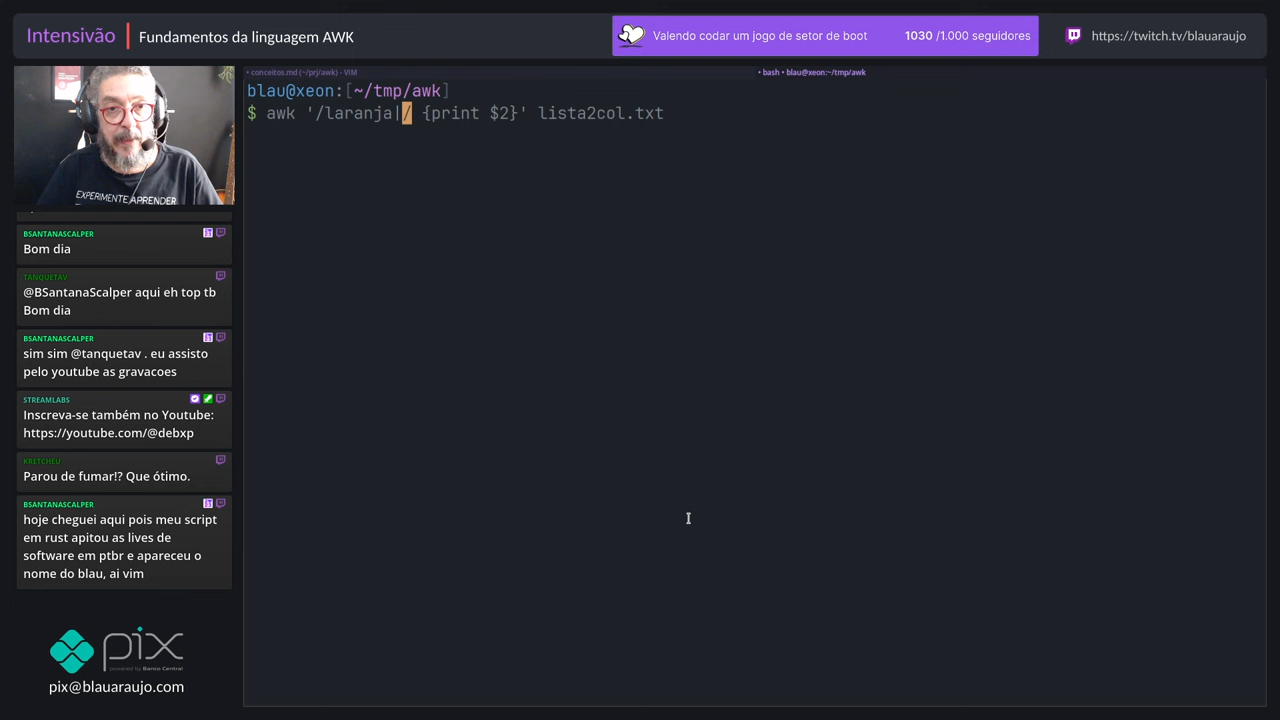 Intensivão
Fundamentos da linguagem AWK
Valendo codar um jogo de setor de boot
1030 /1.000 seguidores
https://twitch.tv/blauaraujo
EXPERIMENTE APRENDER
• conceitos.md (~/prj/awk) - VIM
• bash • blau@xeon:~/tmp/awk
blau@xeon:[~/tmp/awk]
$ awk '/laranja|/ {print $2}' lista2col.txt
BSANTANASCALPER
Bom dia
TANQUETAV
@BSantanaScalper aqui eh top tb
Bom dia
BSANTANASCALPER
sim sim @tanquetav . eu assisto
pelo youtube as gravacoes
STREAMLABS
Inscreva-se também no Youtube:
https://youtube.com/@debxp
KRETCHEU
Parou de fumar!? Que ótimo.
BSANTANASCALPER
hoje cheguei aqui pois meu script
em rust apitou as lives de
software em ptbr e apareceu o
nome do blau, ai vim
pix
powered by Banco Central
pix@blauaraujo.com